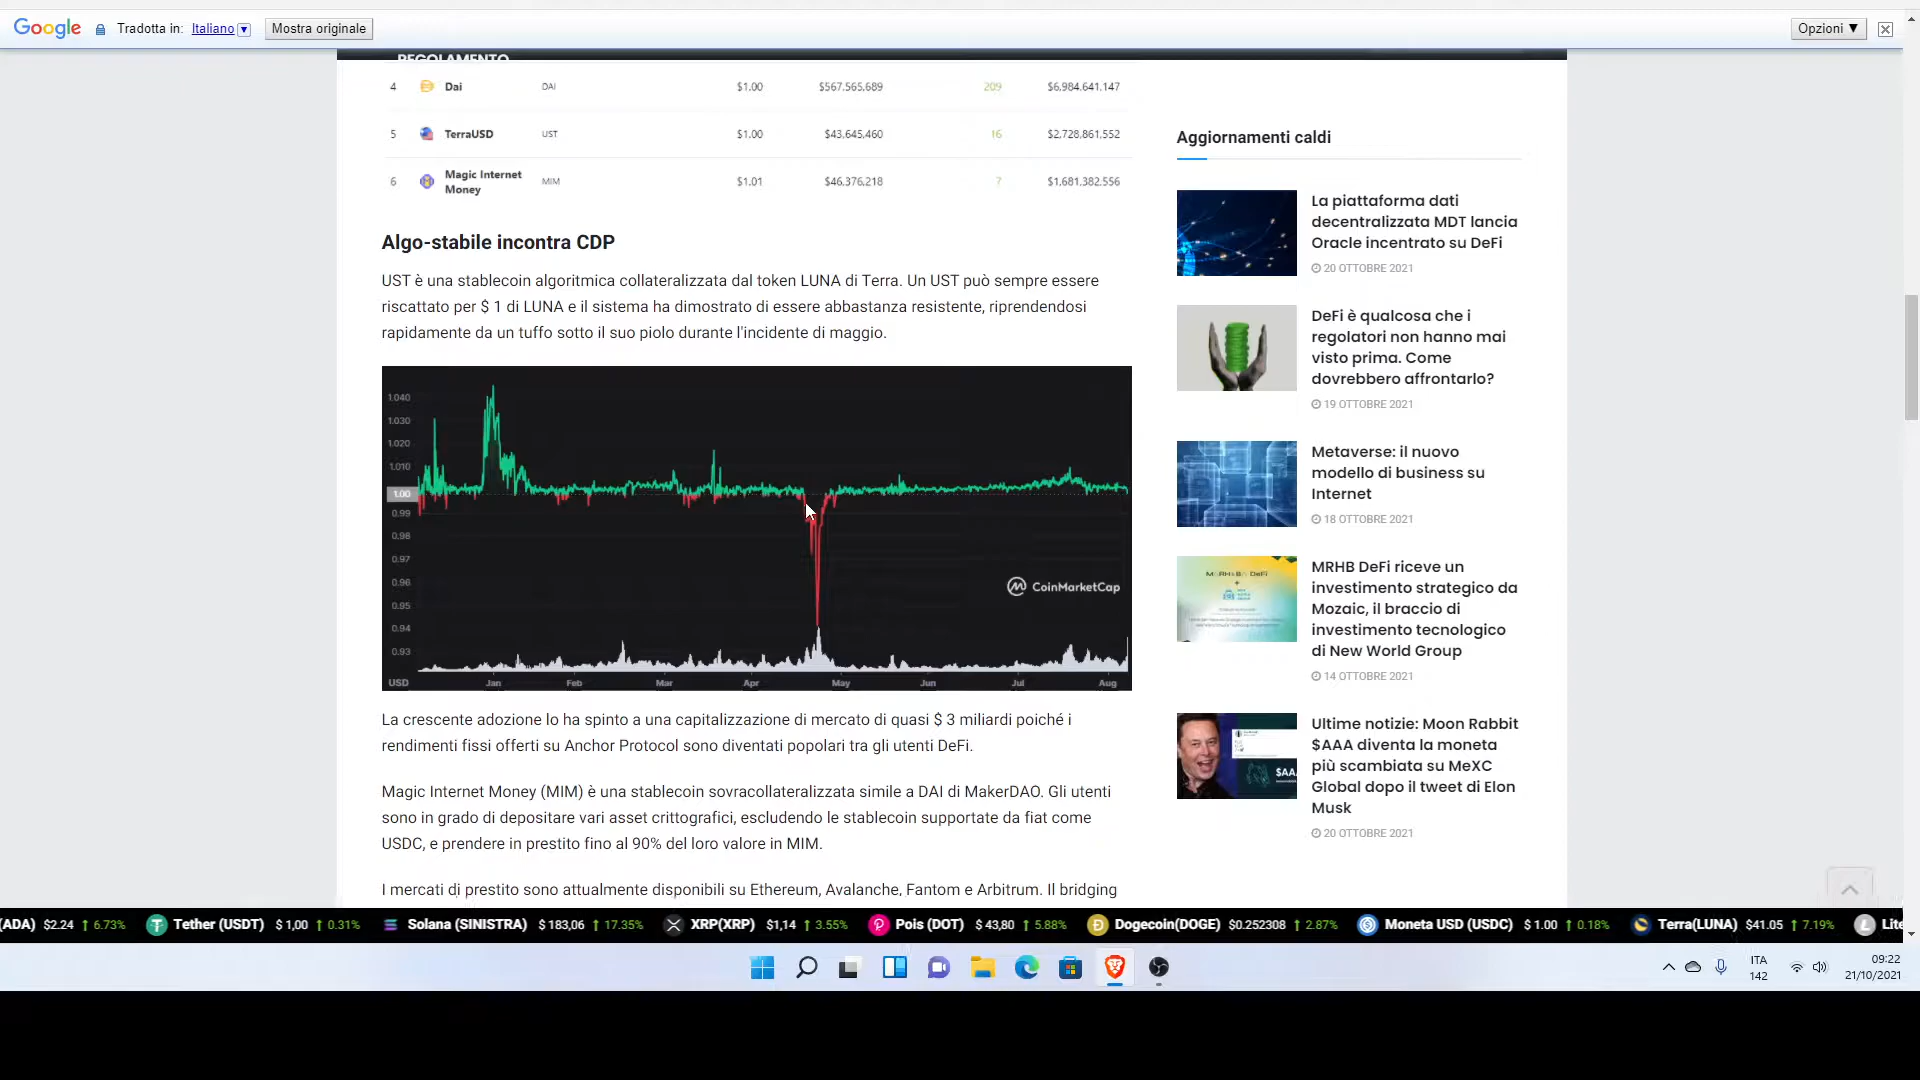 Google Tradotta in: Italiano Mostra originale Opzioni ▼
REGOLAMENTO
4 Dai DAI $1.00 $567,565,689 209 $6,984,641,147
5 TerraUSD UST $1.00 $43,645,460 16 $2,728,861,552
6 Magic Internet Money MIM $1.01 $46,376,218 7 $1,681,382,556
Algo-stabile incontra CDP
UST è una stablecoin algoritmica collateralizzata dal token LUNA di Terra. Un UST può sempre essere
riscattato per $ 1 di LUNA e il sistema ha dimostrato di essere abbastanza resistente, riprendendosi
rapidamente da un tuffo sotto il suo piolo durante l'incidente di maggio.
1.040
1.030
1.020
1.010
1.00
0.99
0.98
0.97
0.96
0.95
0.94
0.93
CoinMarketCap
USD Jan Feb Mar Apr May Jun Jul Aug
La crescente adozione lo ha spinto a una capitalizzazione di mercato di quasi $ 3 miliardi poiché i
rendimenti fissi offerti su Anchor Protocol sono diventati popolari tra gli utenti DeFi.
Magic Internet Money (MIM) è una stablecoin sovracollateralizzata simile a DAI di MakerDAO. Gli utenti
sono in grado di depositare vari asset crittografici, escludendo le stablecoin supportate da fiat come
USDC, e prendere in prestito fino al 90% del loro valore in MIM.
I mercati di prestito sono attualmente disponibili su Ethereum, Avalanche, Fantom e Arbitrum. Il bridging
Aggiornamenti caldi
La piattaforma dati
decentralizzata MDT lancia
Oracle incentrato su DeFi
20 OTTOBRE 2021
DeFi è qualcosa che i
regolatori non hanno mai
visto prima. Come
dovrebbero affrontarlo?
19 OTTOBRE 2021
Metaverse: il nuovo
modello di business su
Internet
18 OTTOBRE 2021
MRHB DeFi riceve un
investimento strategico da
Mozaic, il braccio di
investimento tecnologico
di New World Group
14 OTTOBRE 2021
Ultime notizie: Moon Rabbit
$AAA diventa la moneta
più scambiata su MeXC
Global dopo il tweet di Elon
Musk
20 OTTOBRE 2021
(ADA) $2.24 ↑ 6.73% Tether (USDT) $ 1,00 ↑ 0.31% Solana (SINISTRA) $ 183,06 ↑ 17.35% XRP(XRP) $1,14 ↑ 3.55% Pois (DOT) $ 43,80 ↑ 5.88% Dogecoin(DOGE) $0.252308 ↑ 2.87% Moneta USD (USDC) $ 1.00 ↑ 0.18% Terra(LUNA) $41.05 ↑ 7.19% Lite
ITA 09:22
142 21/10/2021